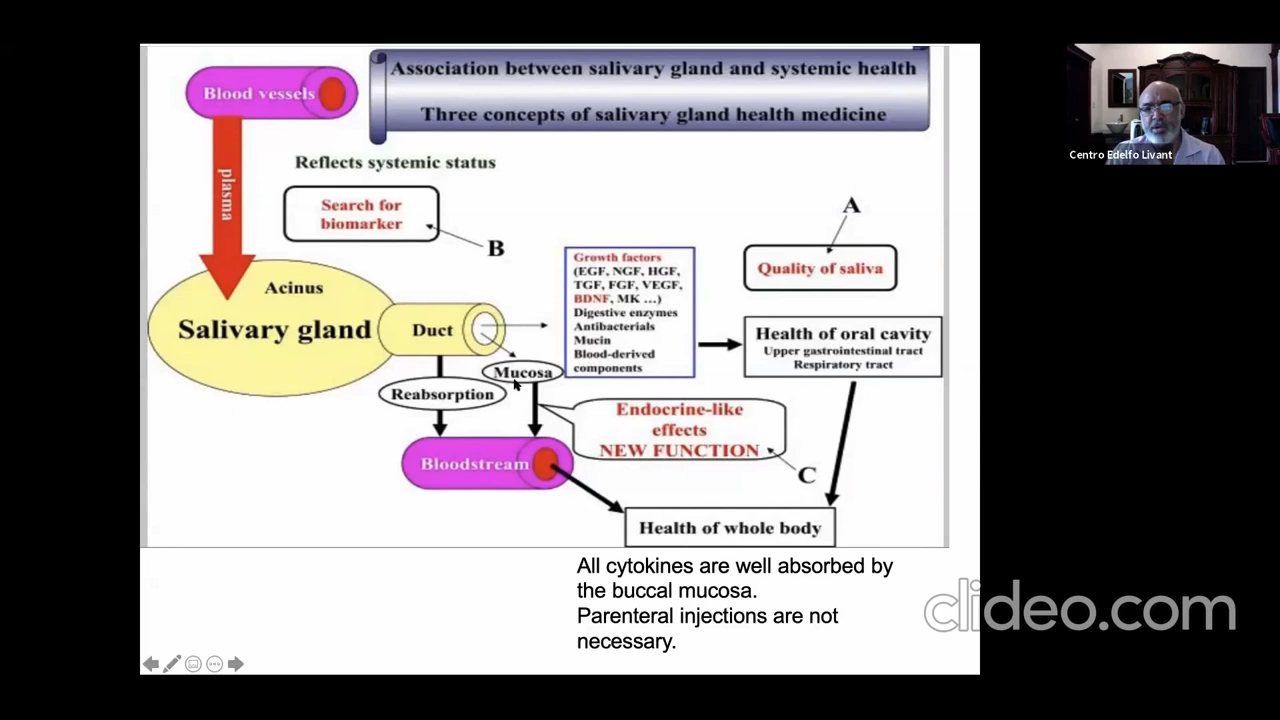 Association between salivary gland and systemic health
Three concepts of salivary gland health medicine
Blood vessels
plasma
Reflects systemic status
Search for
biomarker
B
A
Quality of saliva
Acinus
Salivary gland
Duct
Growth factors
(EGF, NGF, HGF,
TGF, FGF, VEGF,
BDNF, MK ...)
Digestive enzymes
Antibacterials
Mucin
Blood-derived
components
Health of oral cavity
Upper gastrointestinal tract
Respiratory tract
Mucosa
Reabsorption
Endocrine-like
effects
NEW FUNCTION
C
Bloodstream
Health of whole body
All cytokines are well absorbed by
the buccal mucosa.
Parenteral injections are not
necessary.
Centro Edelfo Livant
clideo.com